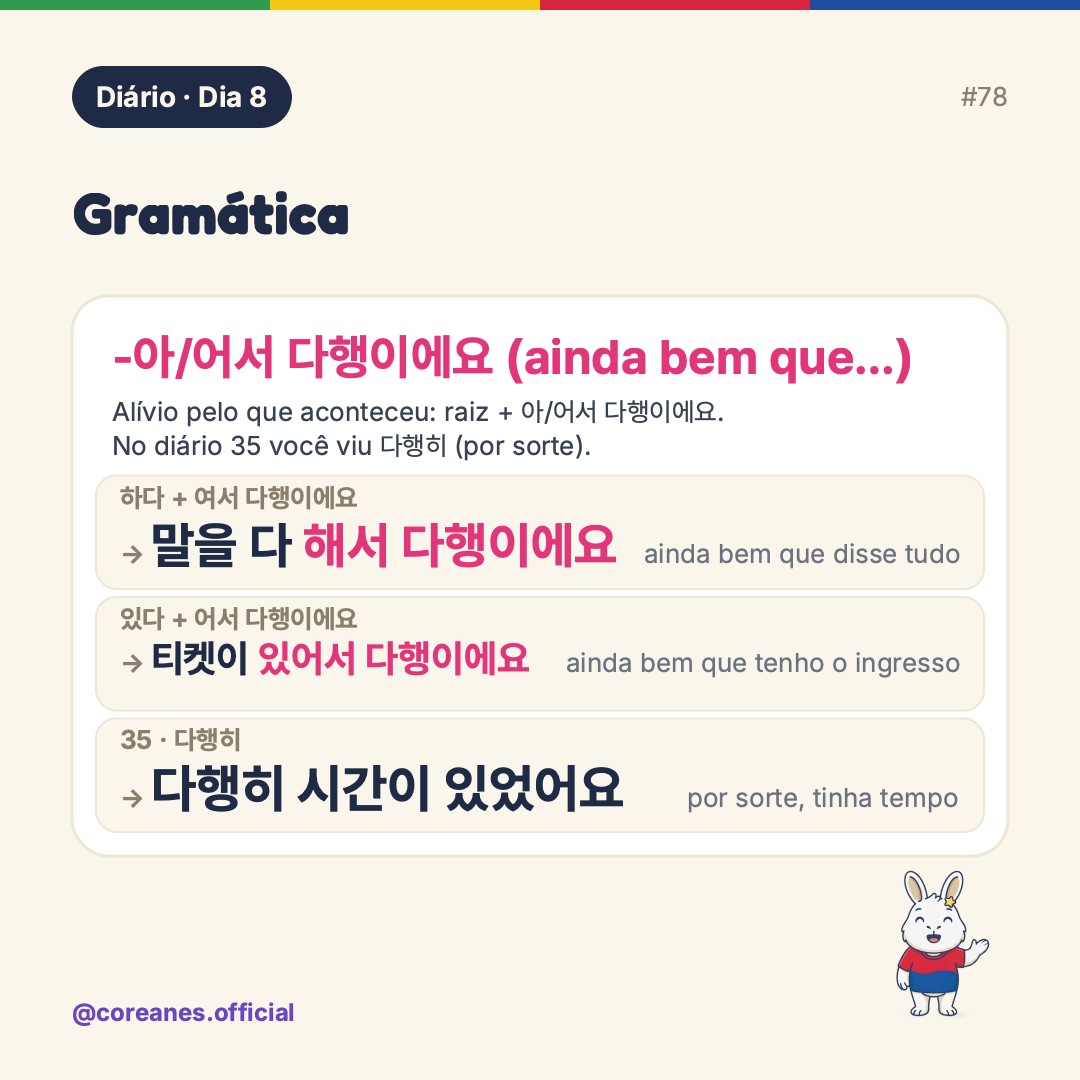 Diário · Dia 8
#78
Gramática
-아/어서 다행이에요 (ainda bem que...)
Alívio pelo que aconteceu: raiz + 아/어서 다행이에요.
No diário 35 você viu 다행히 (por sorte).
하다 + 여서 다행이에요
→ 말을 다 해서 다행이에요 ainda bem que disse tudo
있다 + 어서 다행이에요
→ 티켓이 있어서 다행이에요 ainda bem que tenho o ingresso
35 · 다행히
→ 다행히 시간이 있었어요 por sorte, tinha tempo
@coreanes.official